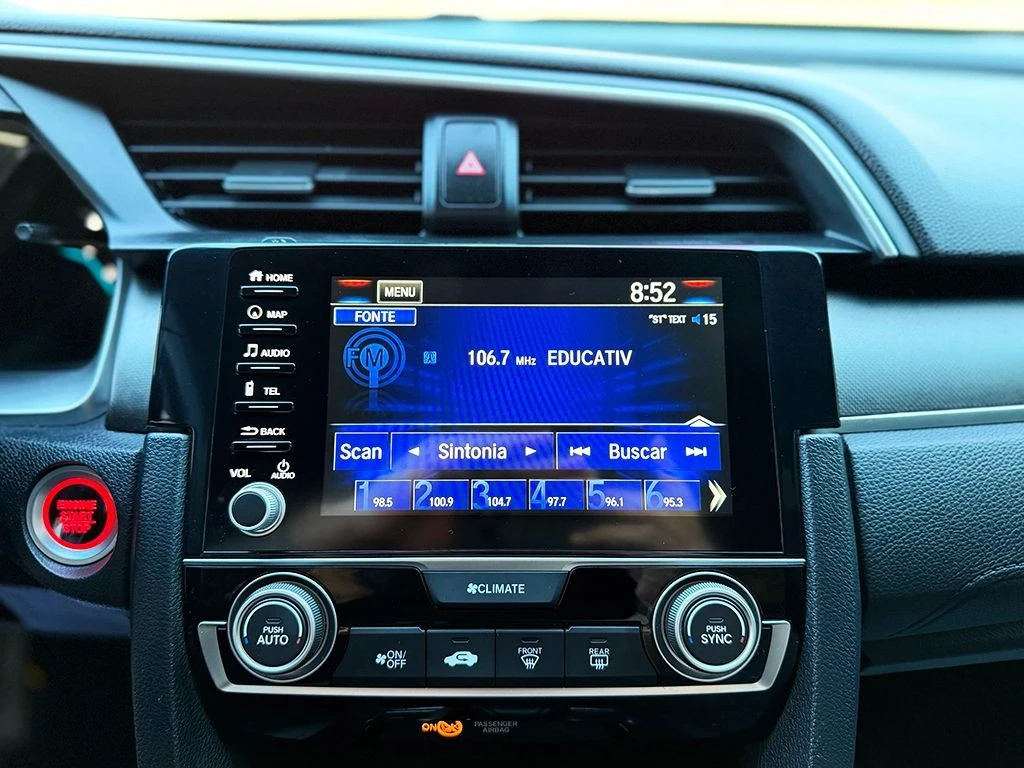 HOME
MAP
AUDIO
TEL
BACK
VOL
AUDIO
MENU
8:52
FONTE
"ST" TEXT 15
FM
106.7 MHz EDUCATIV
Scan
Sintonia
Buscar
1 98.5
2 100.9
3 104.7
4 97.7
5 96.1
6 95.3
ENGINE
START
STOP
CLIMATE
PUSH
AUTO
ON/
OFF
FRONT
REAR
PUSH
SYNC
ON
PASSENGER
AIRBAG